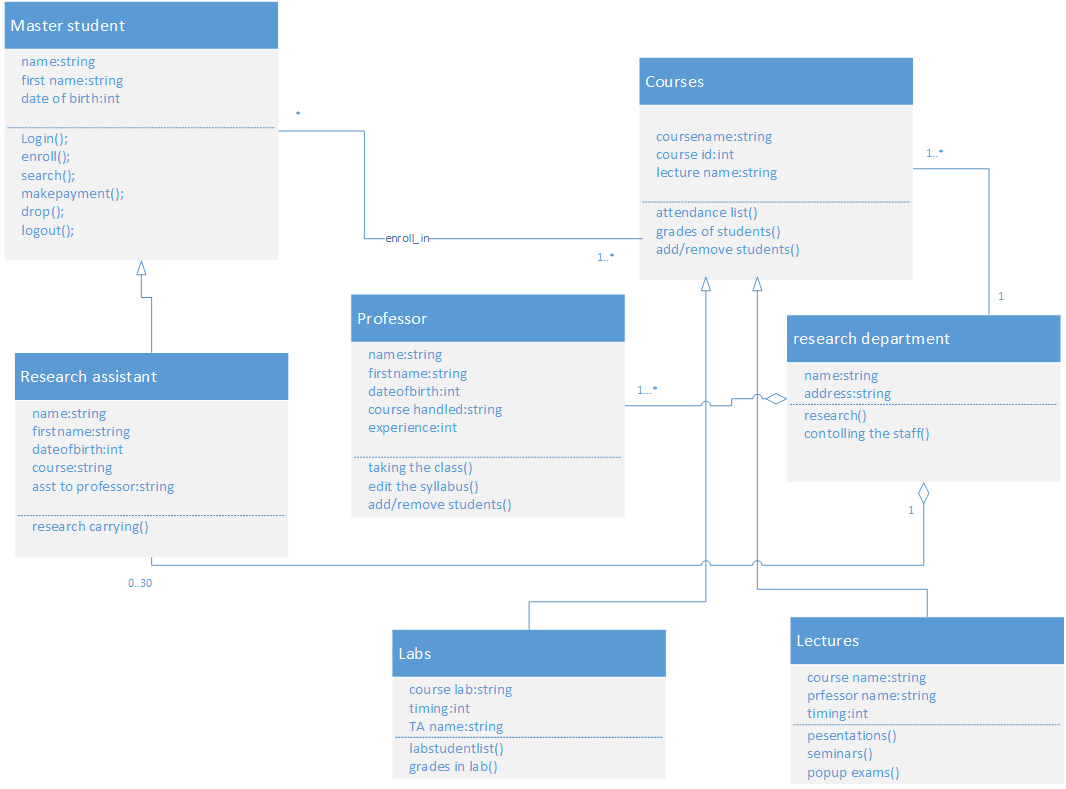 Master student
name:string
first name:string
date of birth:int
Login();
enroll();
search();
makepayment();
drop();
logout();
*
enroll_in
1..*
Courses
coursename:string
course id:int
lecture name:string
attendance list()
grades of students()
add/remove students()
1..*
1
Professor
name:string
firstname:string
dateofbirth:int
course handled:string
experience:int
taking the class()
edit the syllabus()
add/remove students()
1...*
research department
name:string
address:string
research()
contolling the staff()
1
Research assistant
name:string
firstname:string
dateofbirth:int
course:string
asst to professor:string
research carrying()
0..30
Labs
course lab:string
timing:int
TA name:string
labstudentlist()
grades in lab()
Lectures
course name:string
prfessor name:string
timing:int
pesentations()
seminars()
popup exams()